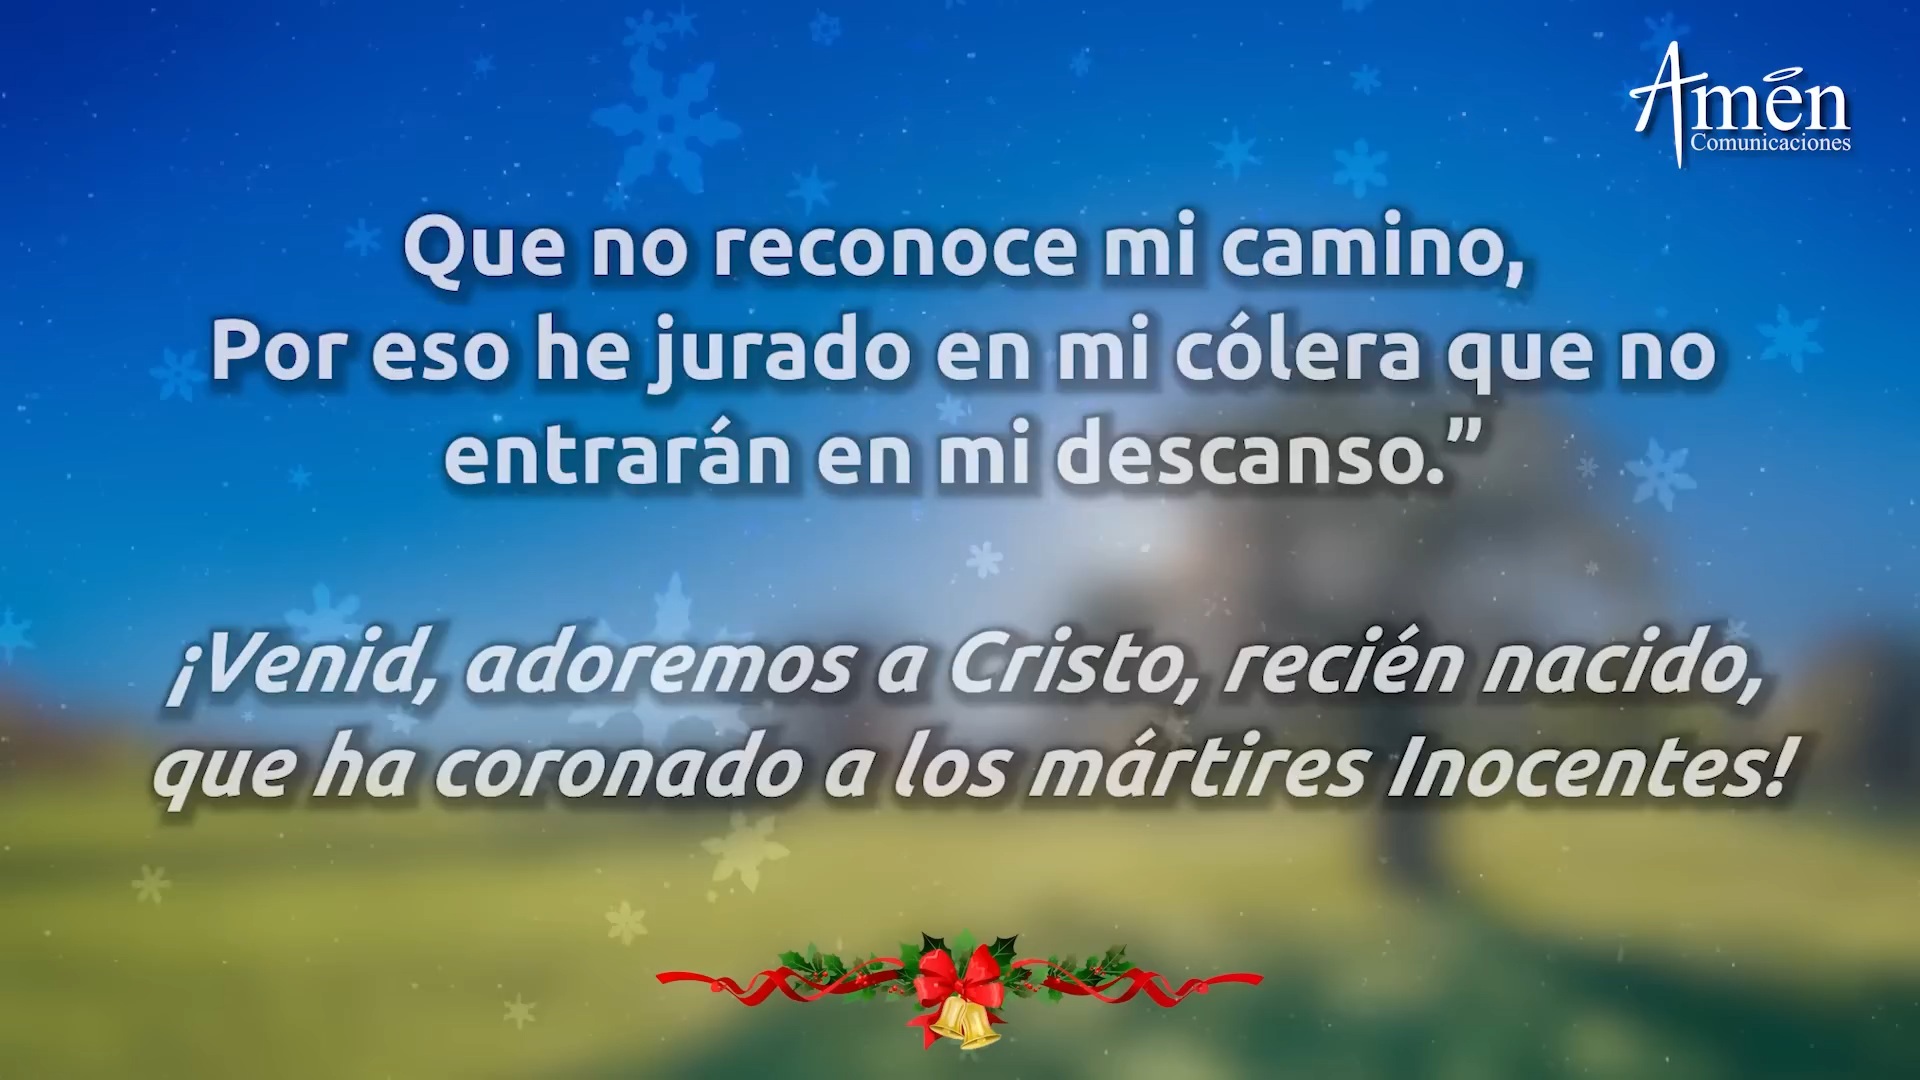 Amén
Comunicaciones
Que no reconoce mi camino,
Por eso he jurado en mi cólera que no
entrarán en mi descanso.”
¡Venid, adoremos a Cristo, recién nacido,
que ha coronado a los mártires Inocentes!